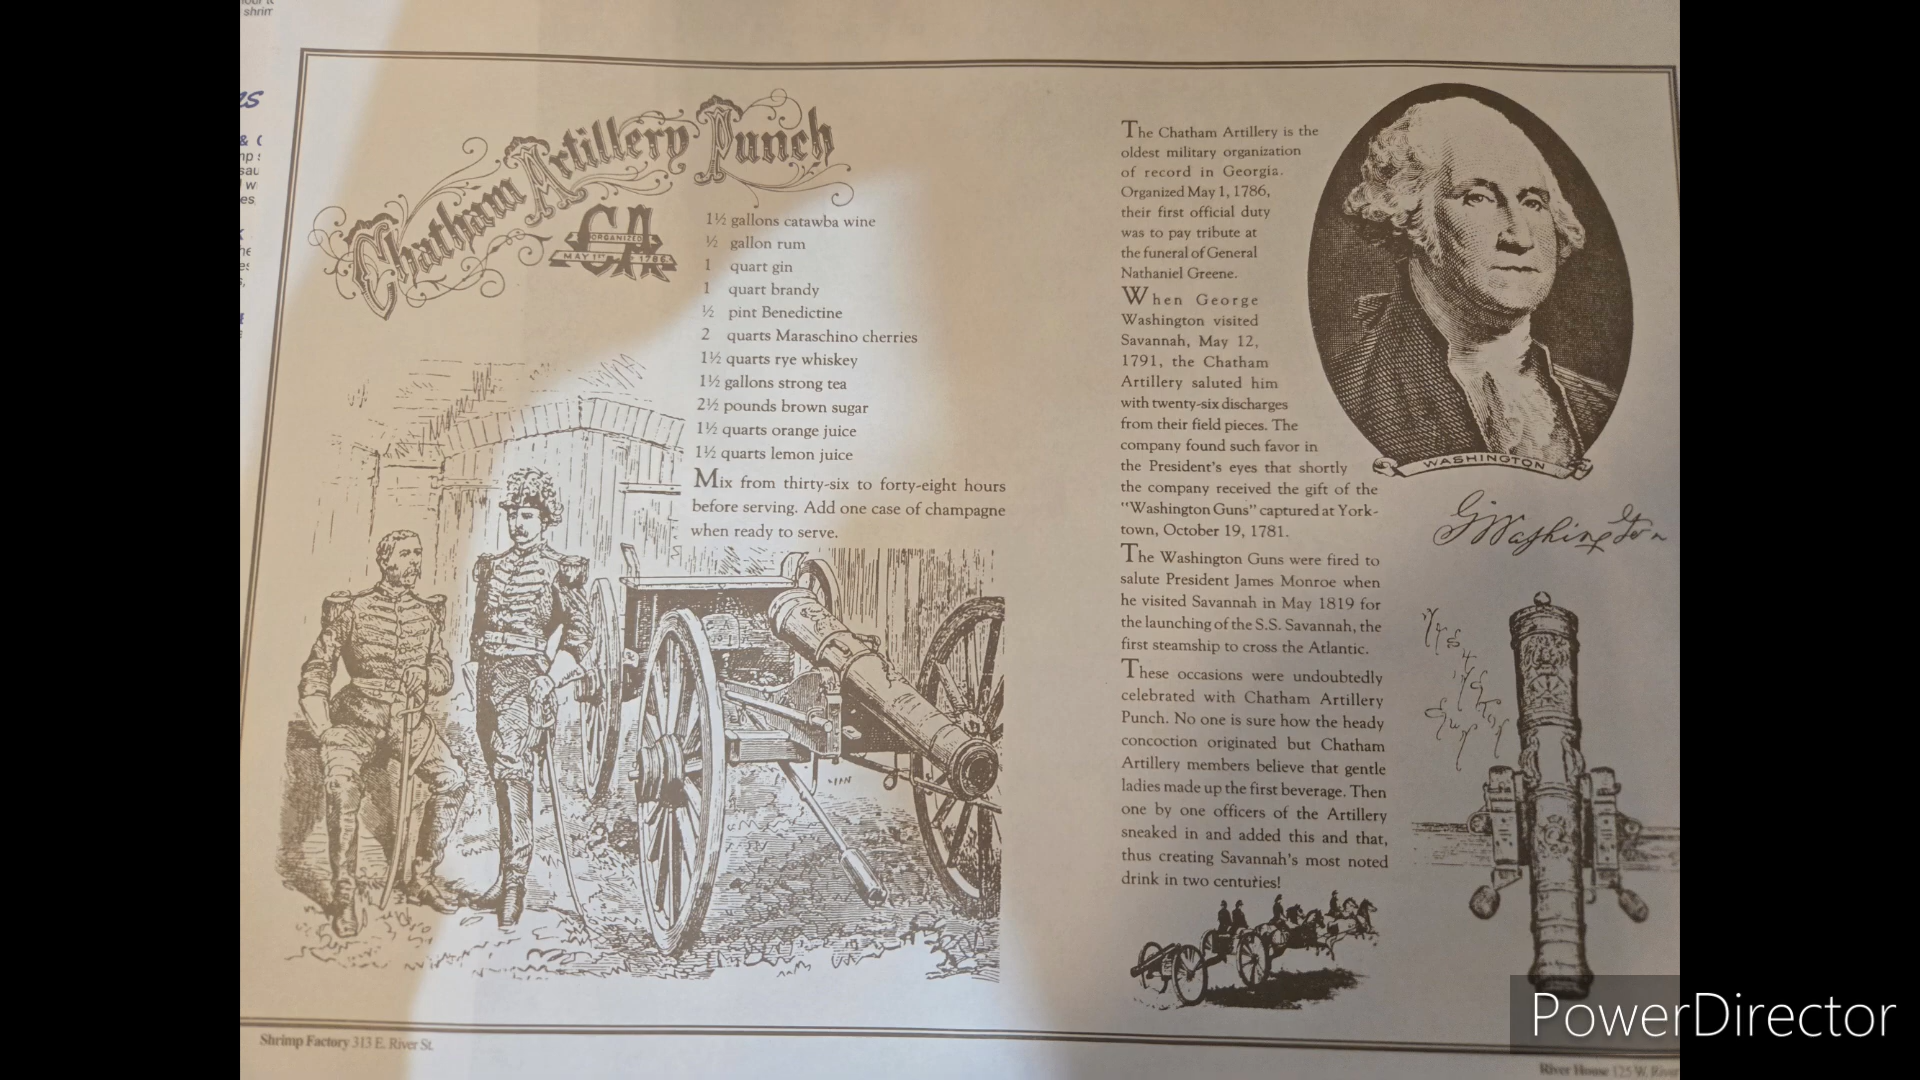 shrim
es
& C
mp s
sau
w
es
Chatham Artillery Punch
CA
ORGANIZED
MAY 1ST 1786
1½ gallons catawba wine
½ gallon rum
1 quart gin
1 quart brandy
½ pint Benedictine
2 quarts Maraschino cherries
1½ quarts rye whiskey
1½ gallons strong tea
2½ pounds brown sugar
1½ quarts orange juice
1½ quarts lemon juice
Mix from thirty-six to forty-eight hours
before serving. Add one case of champagne
when ready to serve.
The Chatham Artillery is the
oldest military organization
of record in Georgia.
Organized May 1, 1786,
their first official duty
was to pay tribute at
the funeral of General
Nathaniel Greene.
When George
Washington visited
Savannah, May 12,
1791, the Chatham
Artillery saluted him
with twenty-six discharges
from their field pieces. The
company found such favor in
the President's eyes that shortly
the company received the gift of the
"Washington Guns" captured at York-
town, October 19, 1781.
The Washington Guns were fired to
salute President James Monroe when
he visited Savannah in May 1819 for
the launching of the S.S. Savannah, the
first steamship to cross the Atlantic.
These occasions were undoubtedly
celebrated with Chatham Artillery
Punch. No one is sure how the heady
concoction originated but Chatham
Artillery members believe that gentle
ladies made up the first beverage. Then
one by one officers of the Artillery
sneaked in and added this and that,
thus creating Savannah's most noted
drink in two centuries!
WASHINGTON
G Washington
Shrimp Factory 313 E. River St.
River House 125 W. River
PowerDirector